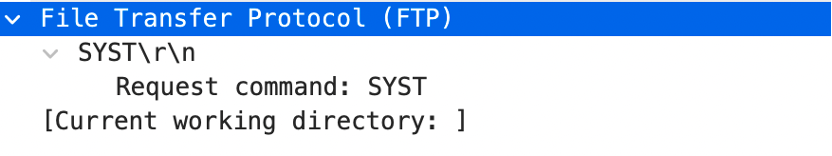 File Transfer Protocol (FTP)
SYST\r\n
Request command: SYST
[Current working directory: ]